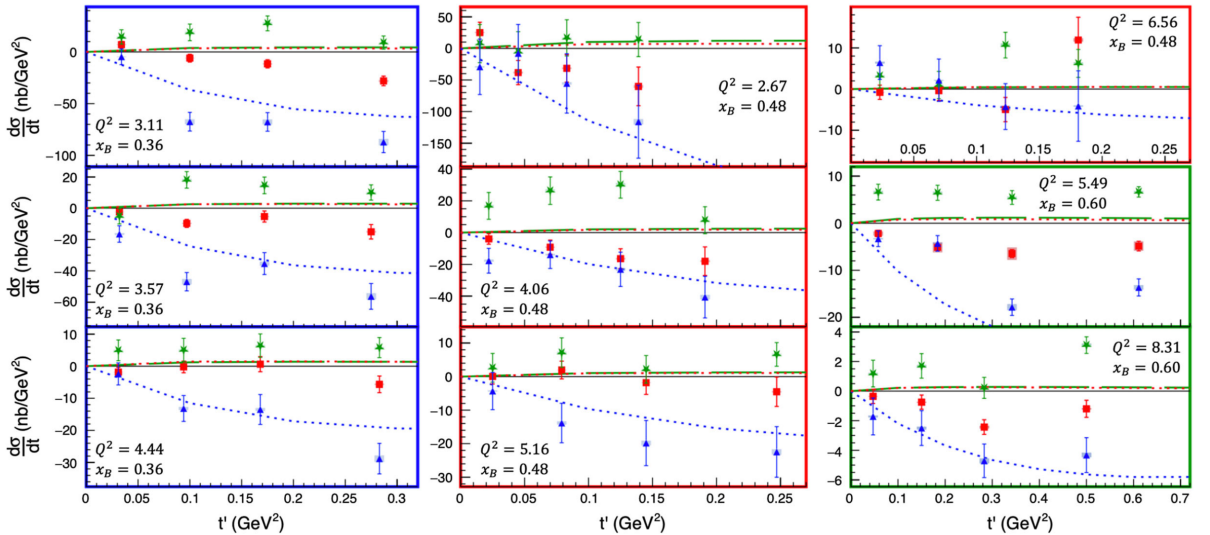 dσ/dt (nb/GeV²)
0
−50
−100
Q² = 3.11
x_B = 0.36
50
0
−50
−100
−150
Q² = 2.67
x_B = 0.48
10
0
−10
0.05 0.1 0.15 0.2 0.25
Q² = 6.56
x_B = 0.48
dσ/dt (nb/GeV²)
20
0
−20
−40
−60
Q² = 3.57
x_B = 0.36
40
20
0
−20
−40
Q² = 4.06
x_B = 0.48
10
0
−10
−20
Q² = 5.49
x_B = 0.60
dσ/dt (nb/GeV²)
10
0
−10
−20
−30
Q² = 4.44
x_B = 0.36
10
0
−10
−20
−30
Q² = 5.16
x_B = 0.48
4
2
0
−2
−4
−6
Q² = 8.31
x_B = 0.60
0 0.05 0.1 0.15 0.2 0.25 0.3
0 0.05 0.1 0.15 0.2 0.25
0 0.1 0.2 0.3 0.4 0.5 0.6 0.7
t' (GeV²)
t' (GeV²)
t' (GeV²)